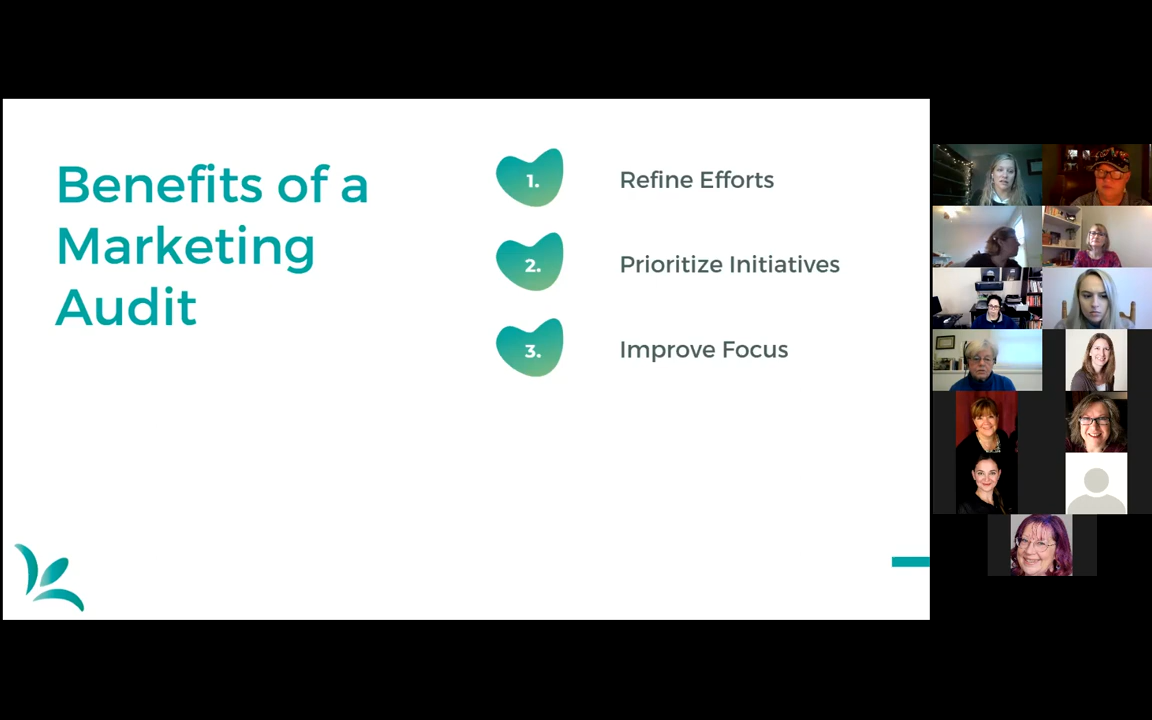 Benefits of a
Marketing
Audit
1. Refine Efforts
2. Prioritize Initiatives
3. Improve Focus